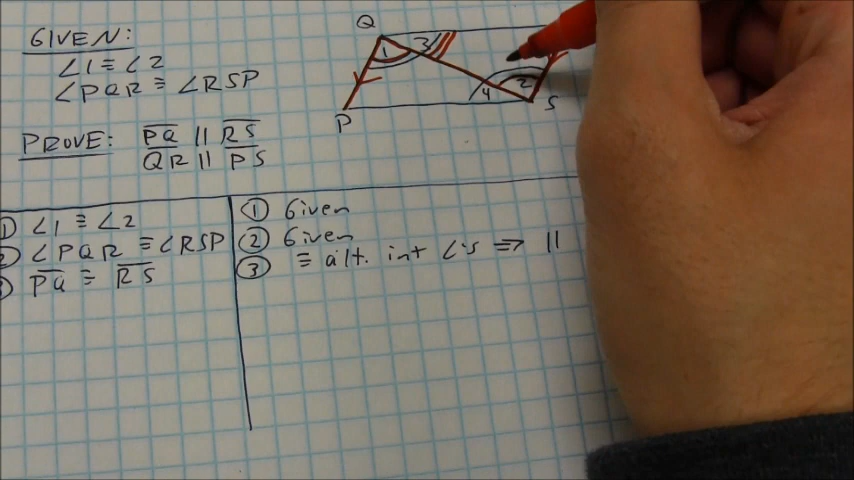 GIVEN:
∠1 ≅ ∠2
∠PQR ≅ ∠RSP
PROVE: PQ || RS
QR || PS
Q
1
3
2
4
P
S
① ∠1 ≅ ∠2
② ∠PQR ≅ ∠RSP
③ PQ ≅ RS
① Given
② Given
③ ≅ alt. int ∠'s ⇒ ||